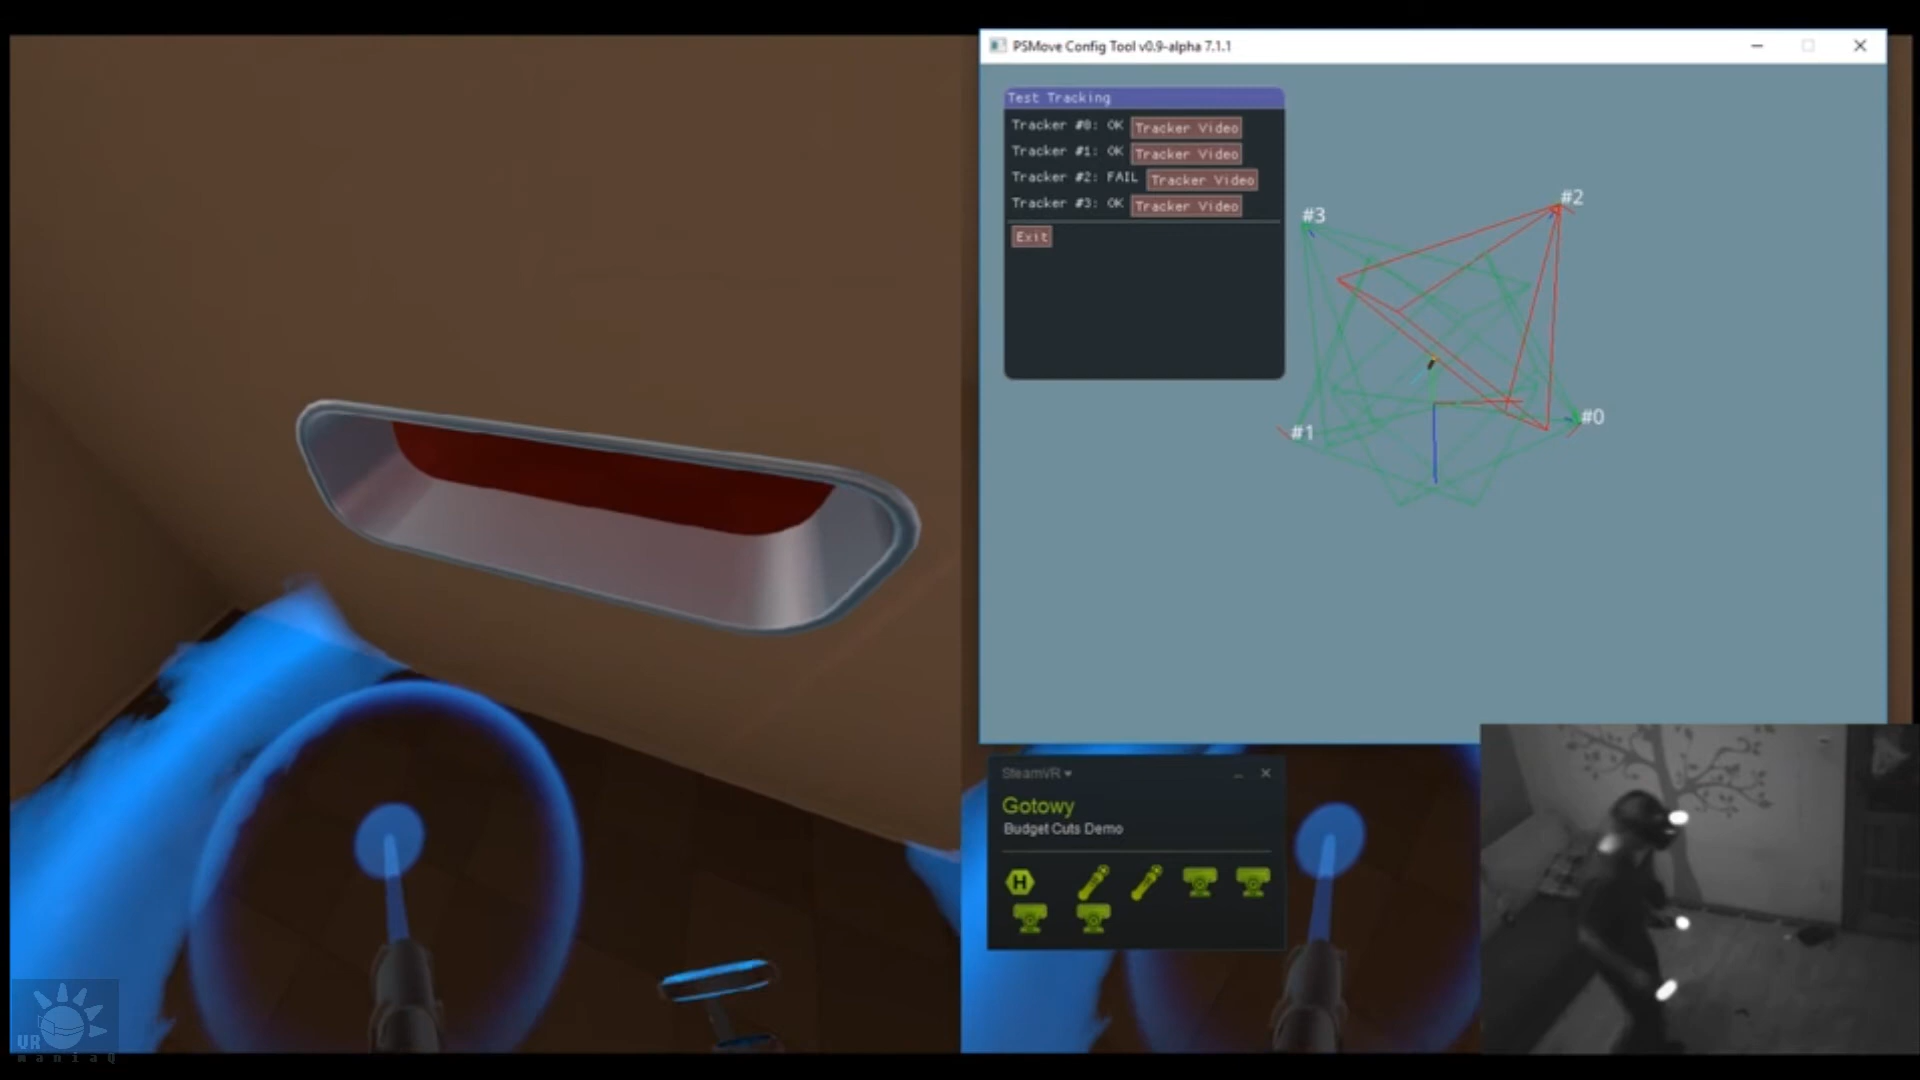 PSMove Config Tool v0.9-alpha 7.1.1
Test Tracking
Tracker #0: OK Tracker Video
Tracker #1: OK Tracker Video
Tracker #2: FAIL Tracker Video
Tracker #3: OK Tracker Video
Exit
#3
#2
#1
#0
SteamVR
Gotowy
Budget Cuts Demo
H
VR
maniaQ